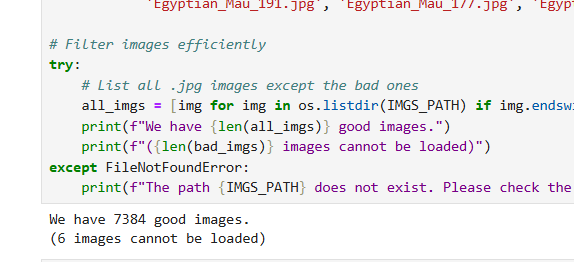 'Egyptian_Mau_191.jpg', 'Egyptian_Mau_177.jpg', 'Egyp
# Filter images efficiently
try:
# List all .jpg images except the bad ones
all_imgs = [img for img in os.listdir(IMGS_PATH) if img.endswi
print(f"We have {len(all_imgs)} good images.")
print(f"({len(bad_imgs)} images cannot be loaded)")
except FileNotFoundError:
print(f"The path {IMGS_PATH} does not exist. Please check the
We have 7384 good images.
(6 images cannot be loaded)